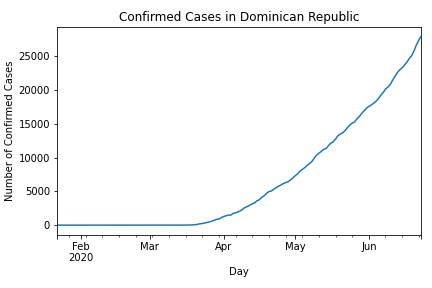 Confirmed Cases in Dominican Republic
Number of Confirmed Cases
25000
20000
15000
10000
5000
0
Feb Mar Apr May Jun
2020
Day